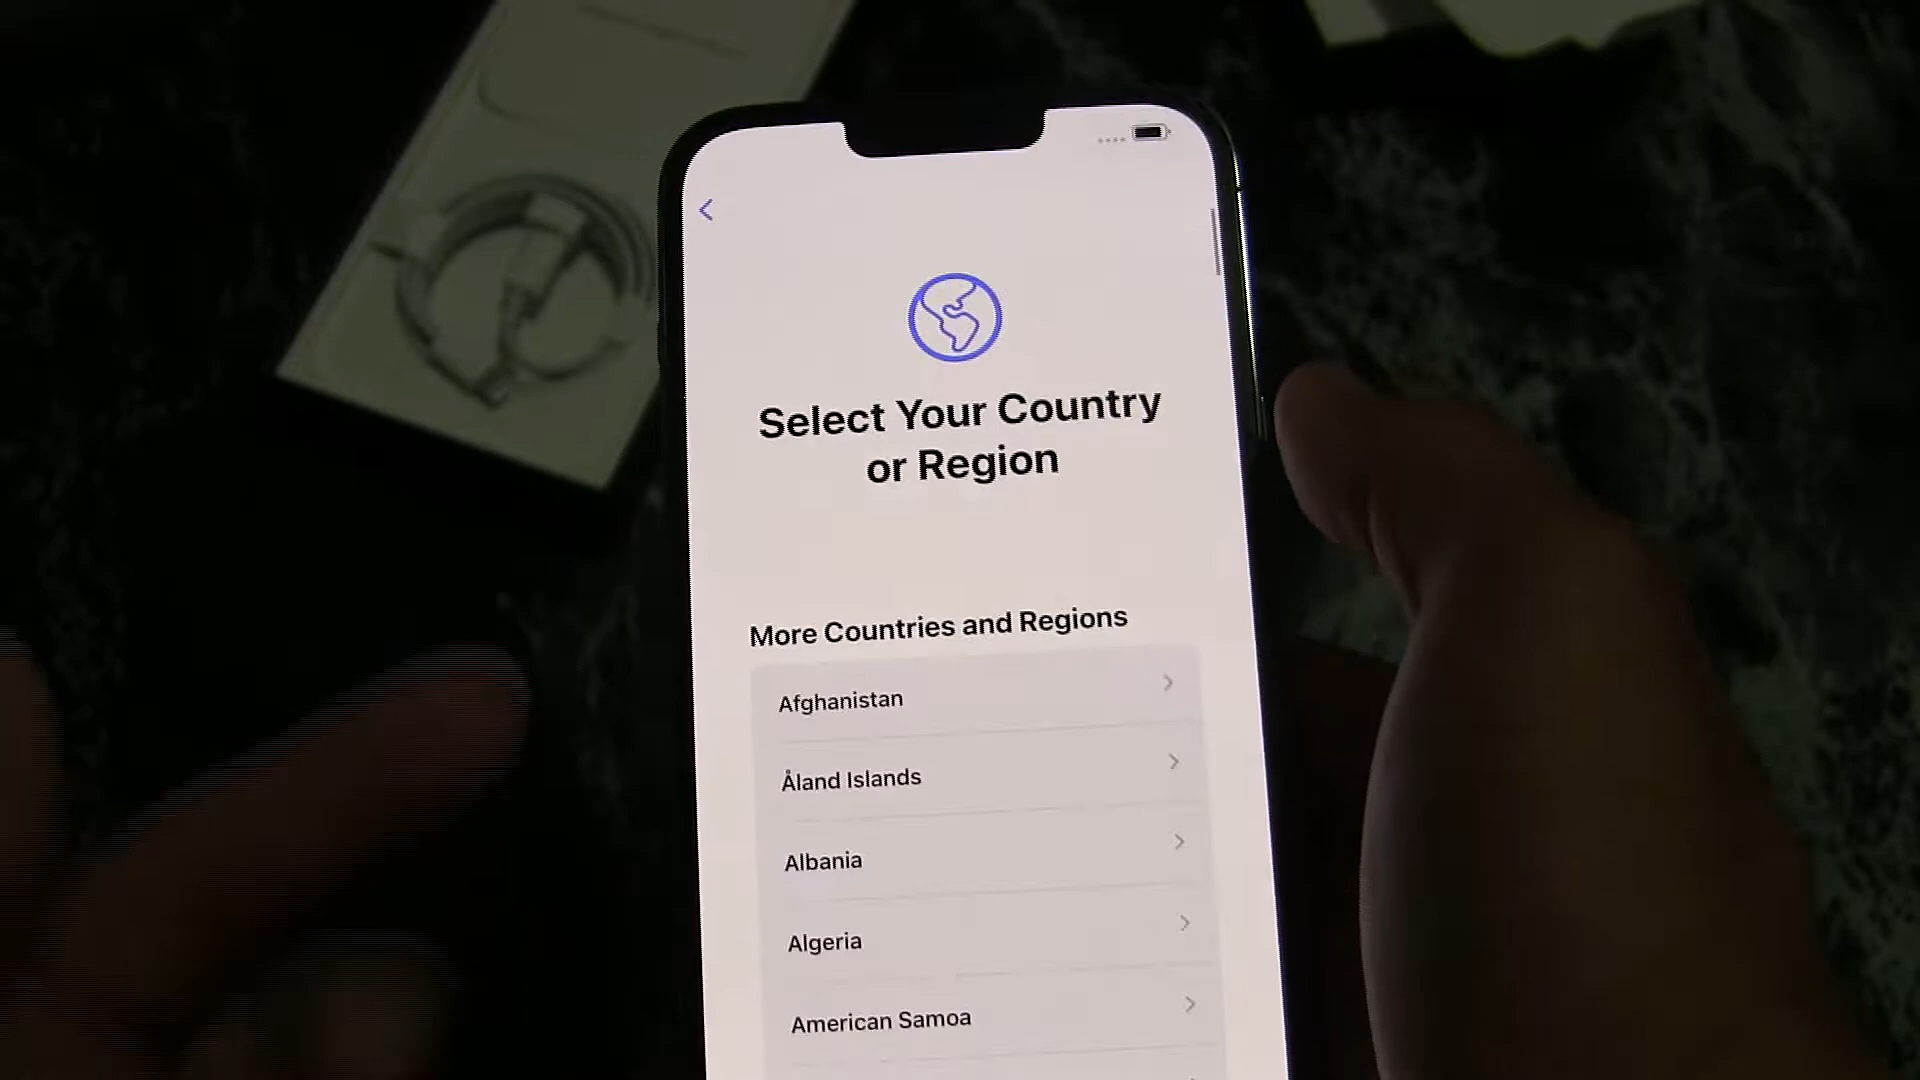 Select Your Country
or Region
More Countries and Regions
Afghanistan
Åland Islands
Albania
Algeria
American Samoa